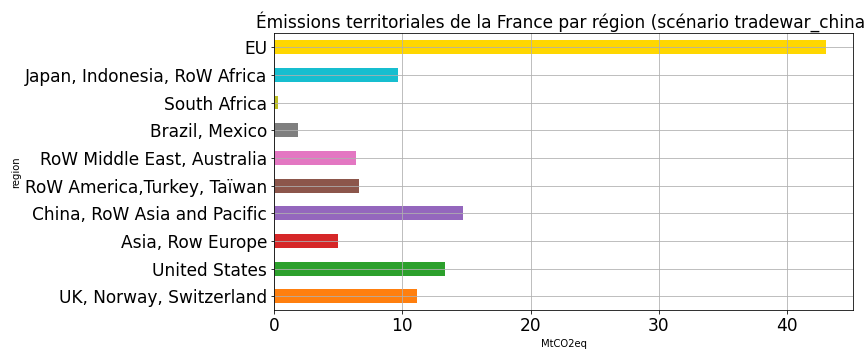 Émissions territoriales de la France par région (scénario tradewar_china
EU
Japan, Indonesia, RoW Africa
South Africa
Brazil, Mexico
RoW Middle East, Australia
RoW America,Turkey, Taïwan
China, RoW Asia and Pacific
Asia, Row Europe
United States
UK, Norway, Switzerland
region
0 10 20 30 40
MtCO2eq